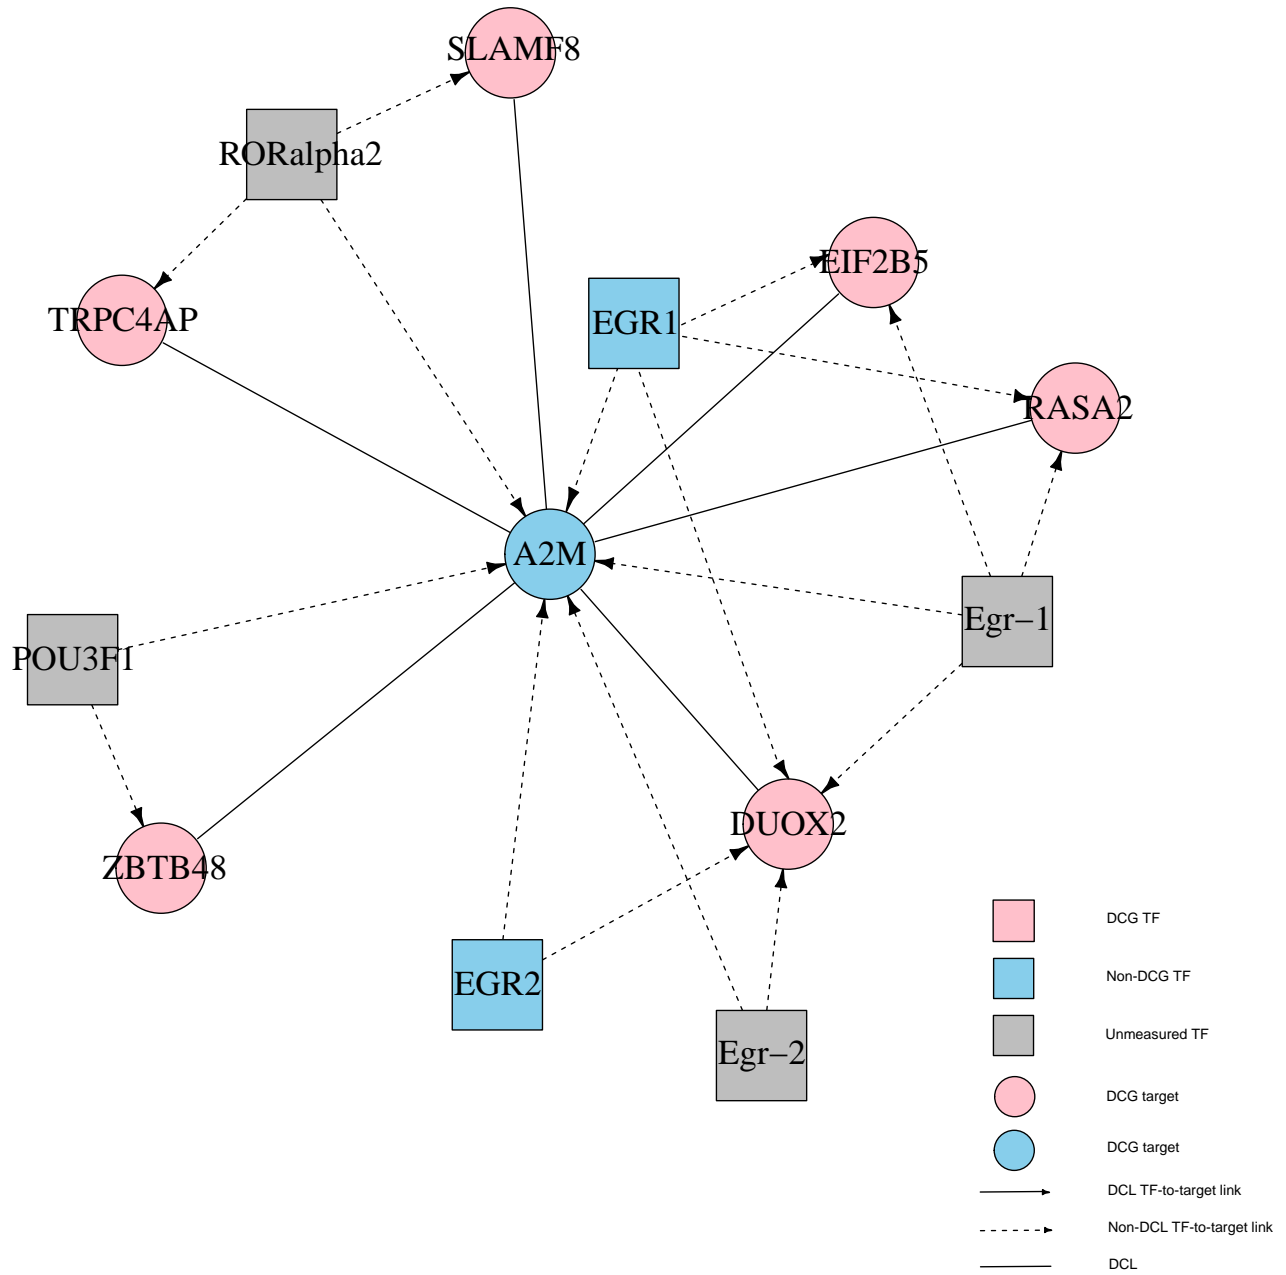 SLAMF8
RORalpha2
EIF2B5
TRPC4AP
EGR1
RASA2
A2M
Egr−1
POU3F1
DUOX2
ZBTB48
EGR2
Egr−2
DCG TF
Non-DCG TF
Unmeasured TF
DCG target
DCG target
DCL TF-to-target link
Non-DCL TF-to-target link
DCL